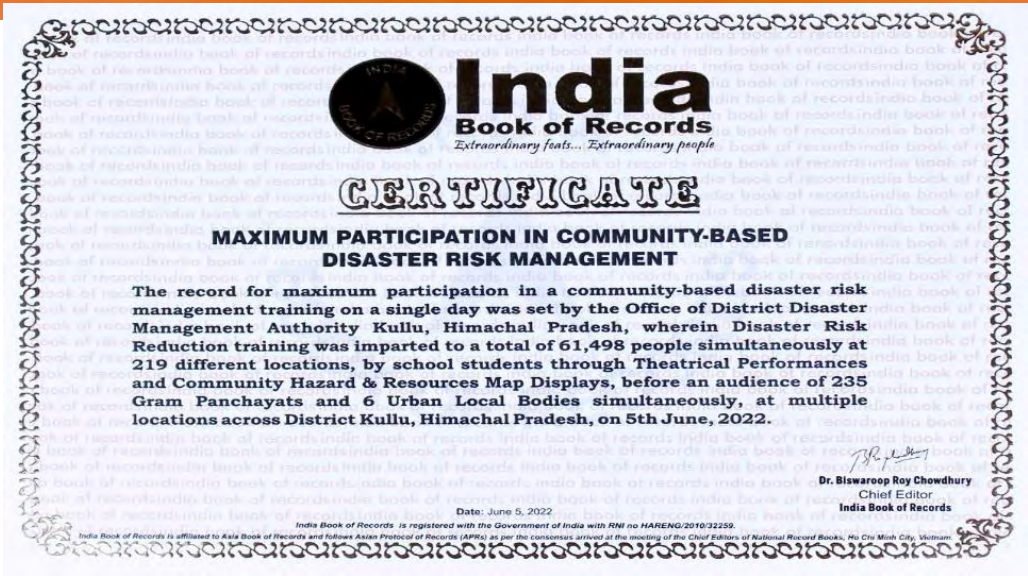 INDIA
BOOK OF RECORDS
India
Book of Records
Extraordinary feats... Extraordinary people
CERTIFICATE
MAXIMUM PARTICIPATION IN COMMUNITY-BASED
DISASTER RISK MANAGEMENT
The record for maximum participation in a community-based disaster risk
management training on a single day was set by the Office of District Disaster
Management Authority Kullu, Himachal Pradesh, wherein Disaster Risk
Reduction training was imparted to a total of 61,498 people simultaneously at
219 different locations, by school students through Theatrical Performances
and Community Hazard & Resources Map Displays, before an audience of 235
Gram Panchayats and 6 Urban Local Bodies simultaneously, at multiple
locations across District Kullu, Himachal Pradesh, on 5th June, 2022.
Dr. Biswaroop Roy Chowdhury
Chief Editor
India Book of Records
Date: June 5, 2022
India Book of Records is registered with the Government of India with RNI no HARENG/2010/32259.
India Book of Records is affiliated to Asia Book of Records and follows Asian Protocol of Records (APRs) as per the consensus arrived at the meeting of the Chief Editors of National Record Books, Ho Chi Minh City, Vietnam.